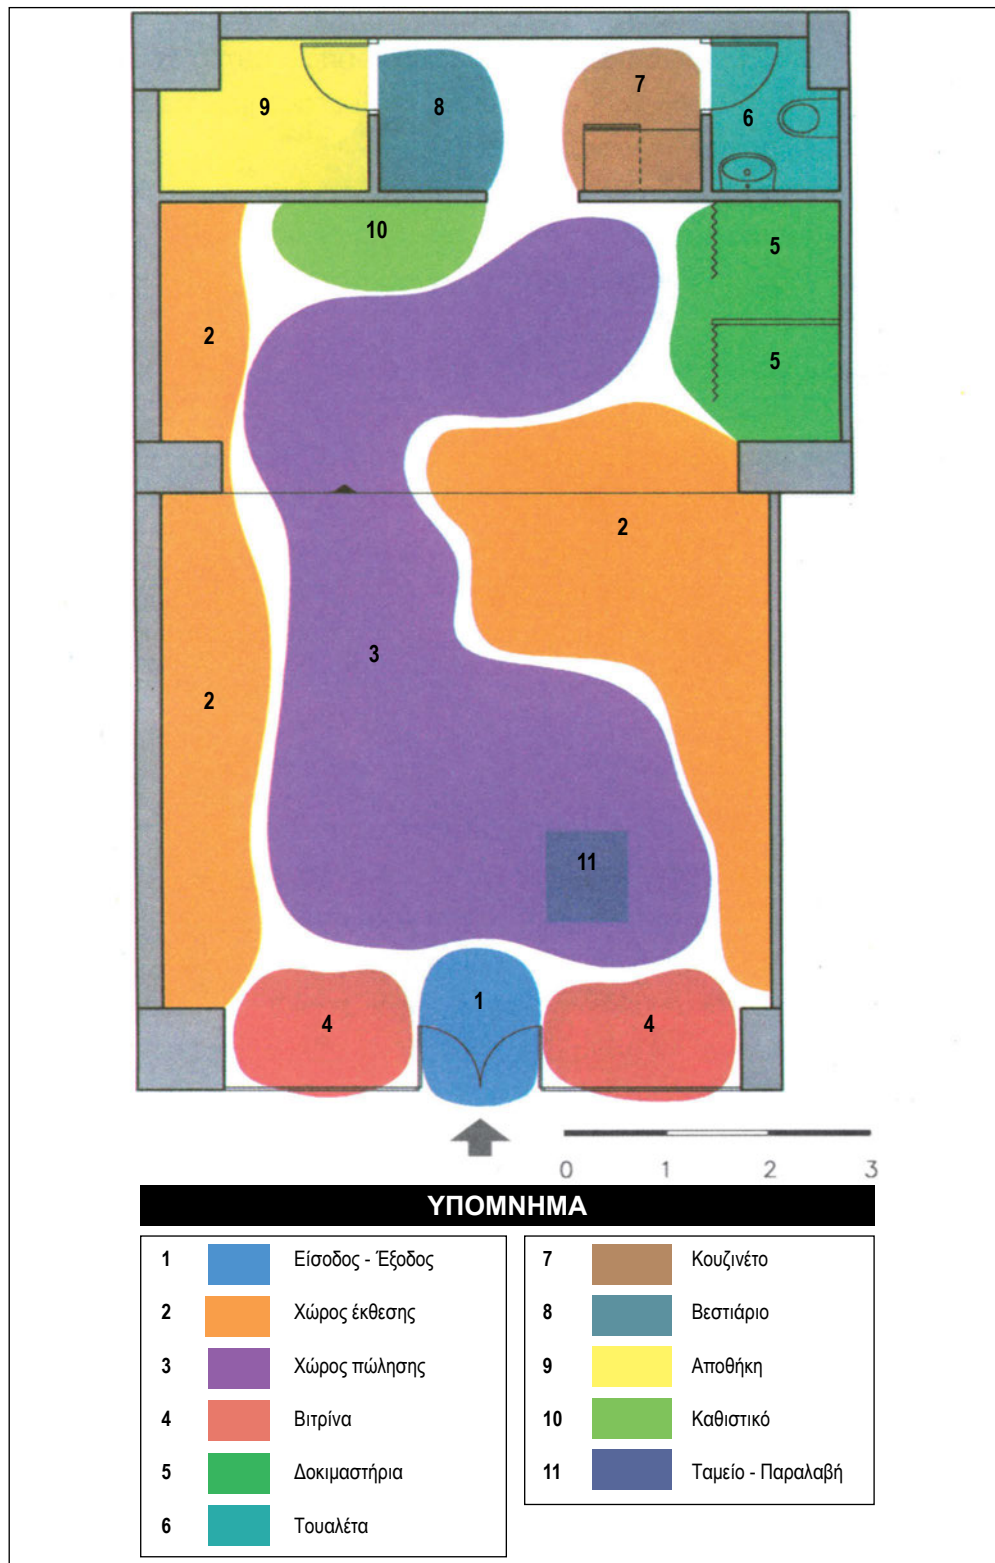 9
8
7
6
10
5
2
5
2
3
2
11
1
4
4
0 1 2 3
ΥΠΟΜΝΗΜΑ
1 Είσοδος - Έξοδος
2 Χώρος έκθεσης
3 Χώρος πώλησης
4 Βιτρίνα
5 Δοκιμαστήρια
6 Τουαλέτα
7 Κουζινέτο
8 Βεστιάριο
9 Αποθήκη
10 Καθιστικό
11 Ταμείο - Παραλαβή